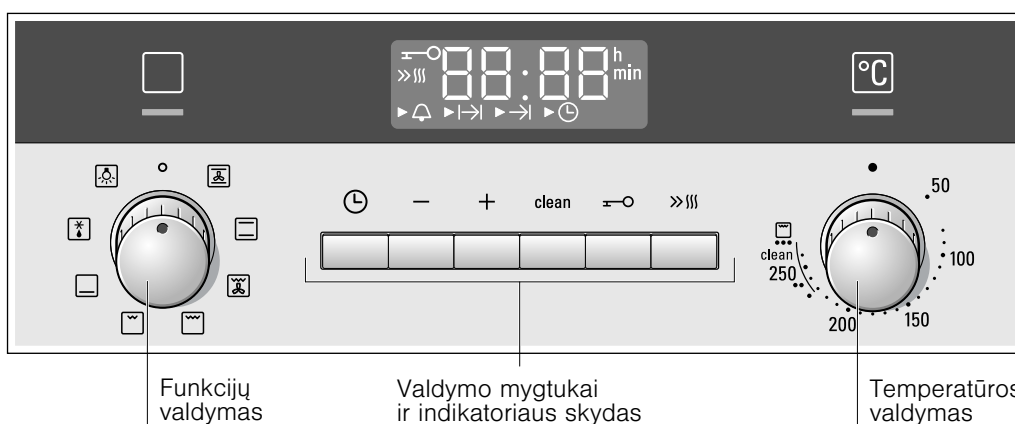 °C
88:88 h
min
clean
50
100
150
200
250
clean
Funkcijų
valdymas
Valdymo mygtukai
ir indikatoriaus skydas
Temperatūros
valdymas